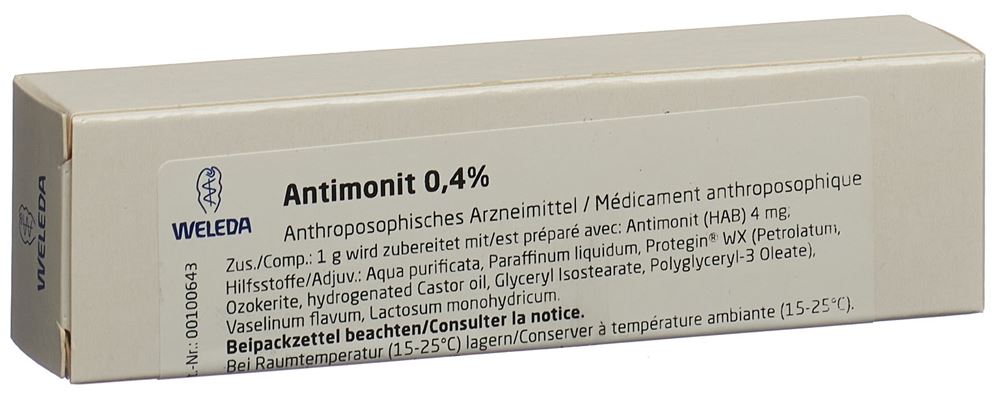 WELEDA
WELEDA
Antimonit 0,4%
Anthroposophisches Arzneimittel / Médicament anthroposophique
Zus./Comp.: 1 g wird zubereitet mit/est préparé avec: Antimonit (HAB) 4 mg;
Hilfsstoffe/Adjuv.: Aqua purificata, Paraffinum liquidum, Protegin® WX (Petrolatum,
Ozokerite, hydrogenated Castor oil, Glyceryl Isostearate, Polyglyceryl-3 Oleate),
Vaselinum flavum, Lactosum monohydricum.
Beipackzettel beachten/Consulter la notice.
Bei Raumtemperatur (15-25°C) lagern/Conserver à température ambiante (15-25°C).
-Nr.: 00100643